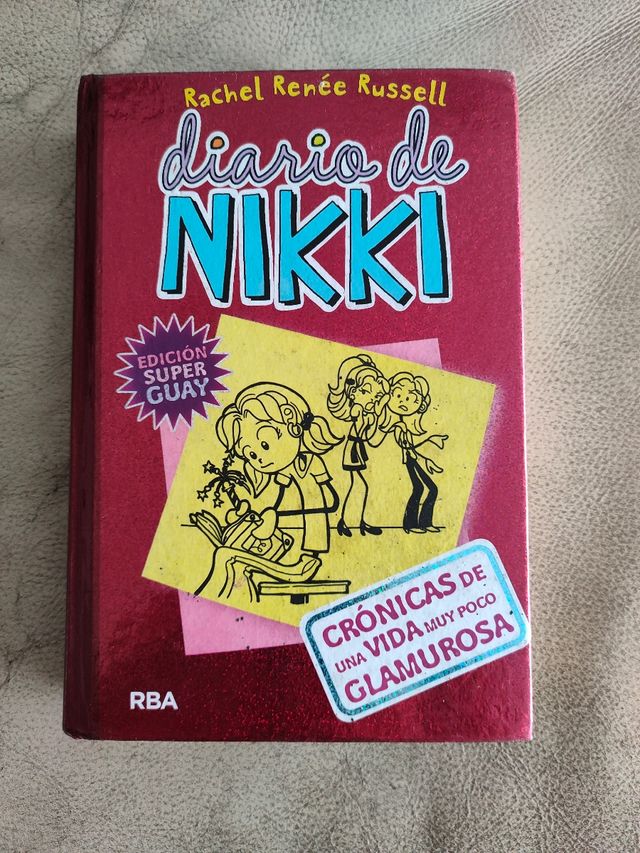 Rachel Renée Russell
diario de
NIKKI
EDICIÓN
SUPER
GUAY
CRÓNICAS DE
UNA VIDA MUY POCO
GLAMUROSA
RBA